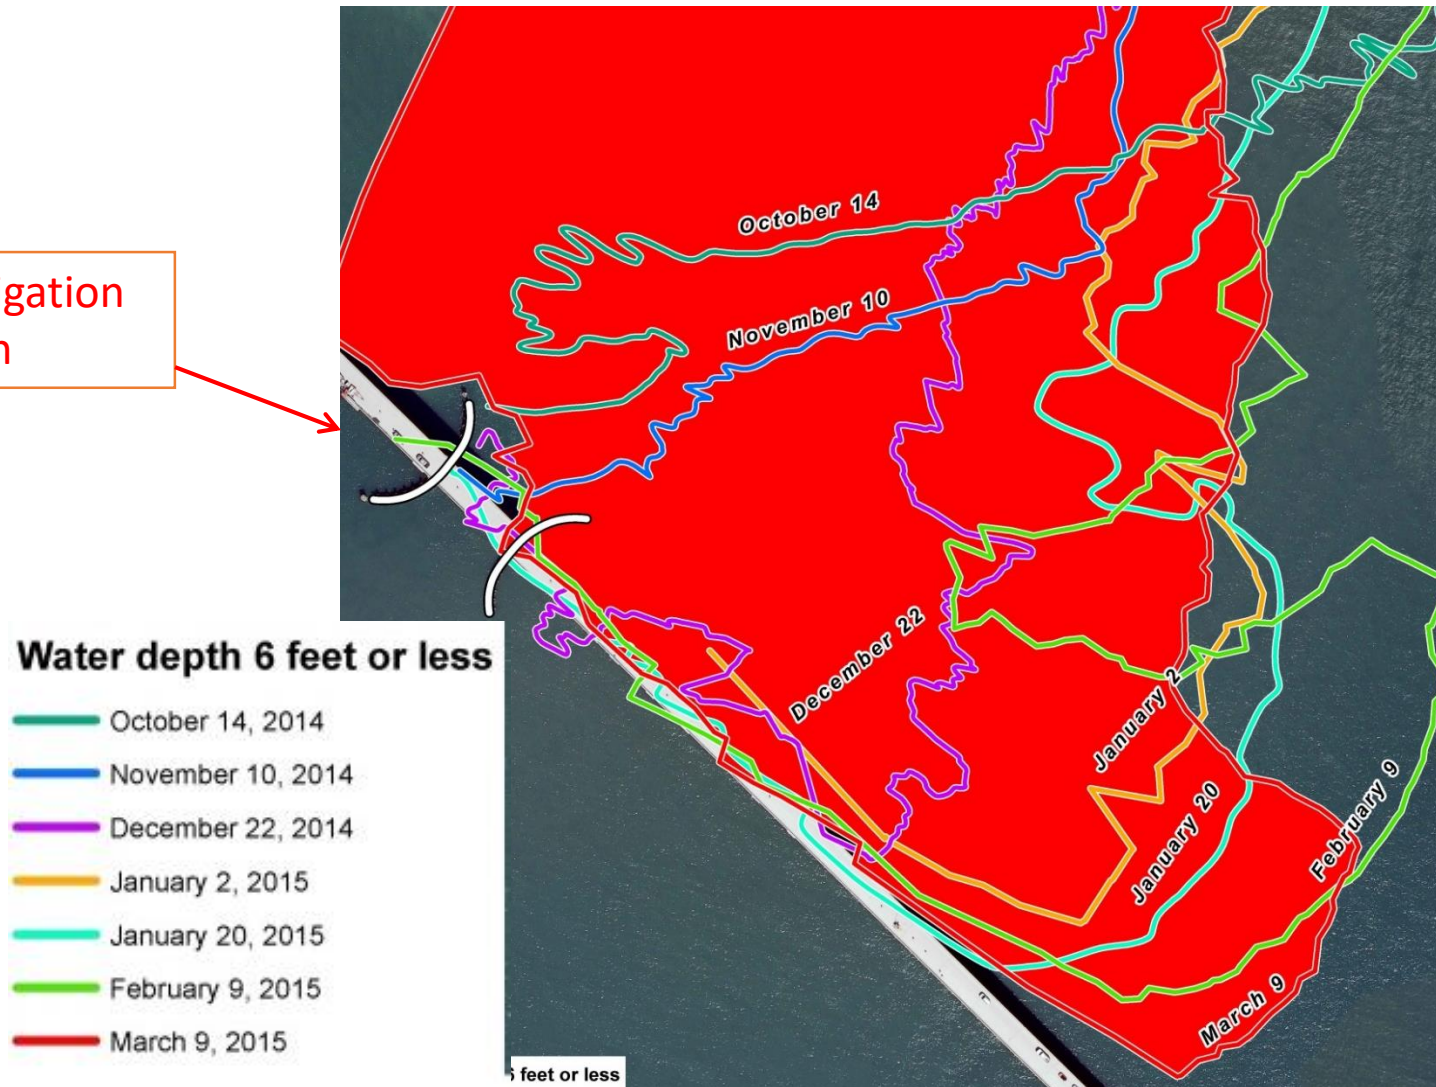 igation
n
October 14
November 10
December 22
January 2
January 20
February 9
March 9
Water depth 6 feet or less
October 14, 2014
November 10, 2014
December 22, 2014
January 2, 2015
January 20, 2015
February 9, 2015
March 9, 2015
6 feet or less